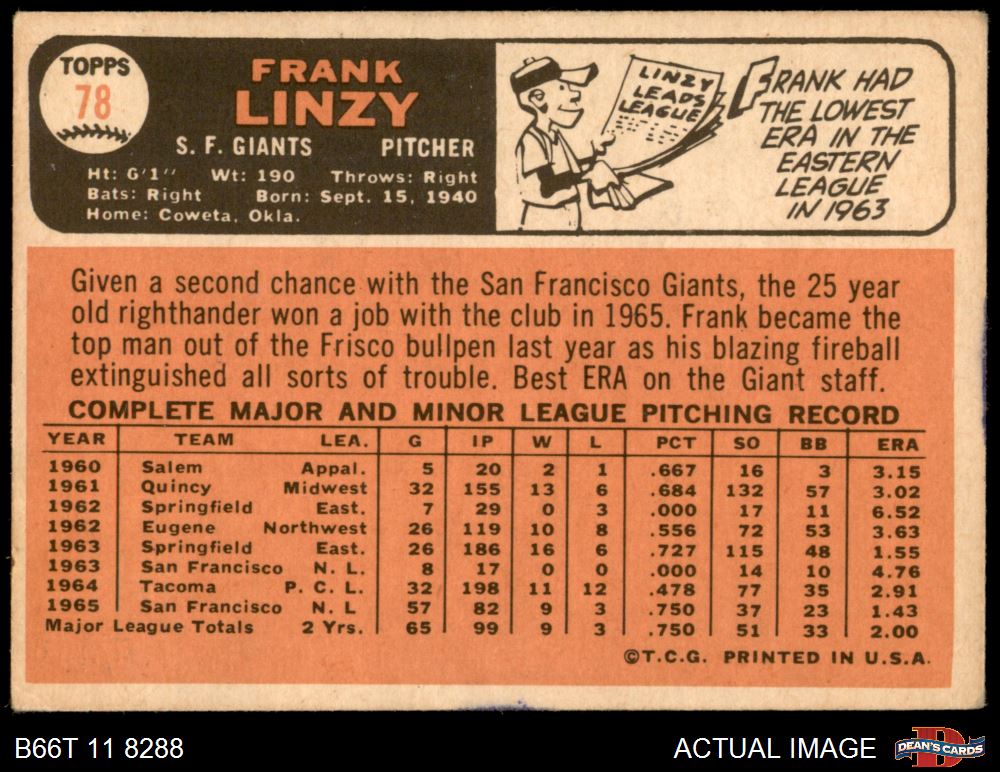 TOPPS
78
FRANK
LINZY
S. F. GIANTS PITCHER
Ht: 6'1" Wt: 190 Throws: Right
Bats: Right Born: Sept. 15, 1940
Home: Coweta, Okla.
LINZY
LEADS
LEAGUE
FRANK HAD
THE LOWEST
ERA IN THE
EASTERN
LEAGUE
IN 1963
Given a second chance with the San Francisco Giants, the 25 year
old righthander won a job with the club in 1965. Frank became the
top man out of the Frisco bullpen last year as his blazing fireball
extinguished all sorts of trouble. Best ERA on the Giant staff.
COMPLETE MAJOR AND MINOR LEAGUE PITCHING RECORD
YEAR TEAM LEA. G IP W L PCT SO BB ERA
1960 Salem Appal. 5 20 2 1 .667 16 3 3.15
1961 Quincy Midwest 32 155 13 6 .684 132 57 3.02
1962 Springfield East. 7 29 0 3 .000 17 11 6.52
1962 Eugene Northwest 26 119 10 8 .556 72 53 3.63
1963 Springfield East. 26 186 16 6 .727 115 48 1.55
1963 San Francisco N. L. 8 17 0 0 .000 14 10 4.76
1964 Tacoma P. C. L. 32 198 11 12 .478 77 35 2.91
1965 San Francisco N. L 57 82 9 3 .750 37 23 1.43
Major League Totals 2 Yrs. 65 99 9 3 .750 51 33 2.00
©T.C.G. PRINTED IN U.S.A.
B66T 11 8288
ACTUAL IMAGE
D
DEAN'S CARDS